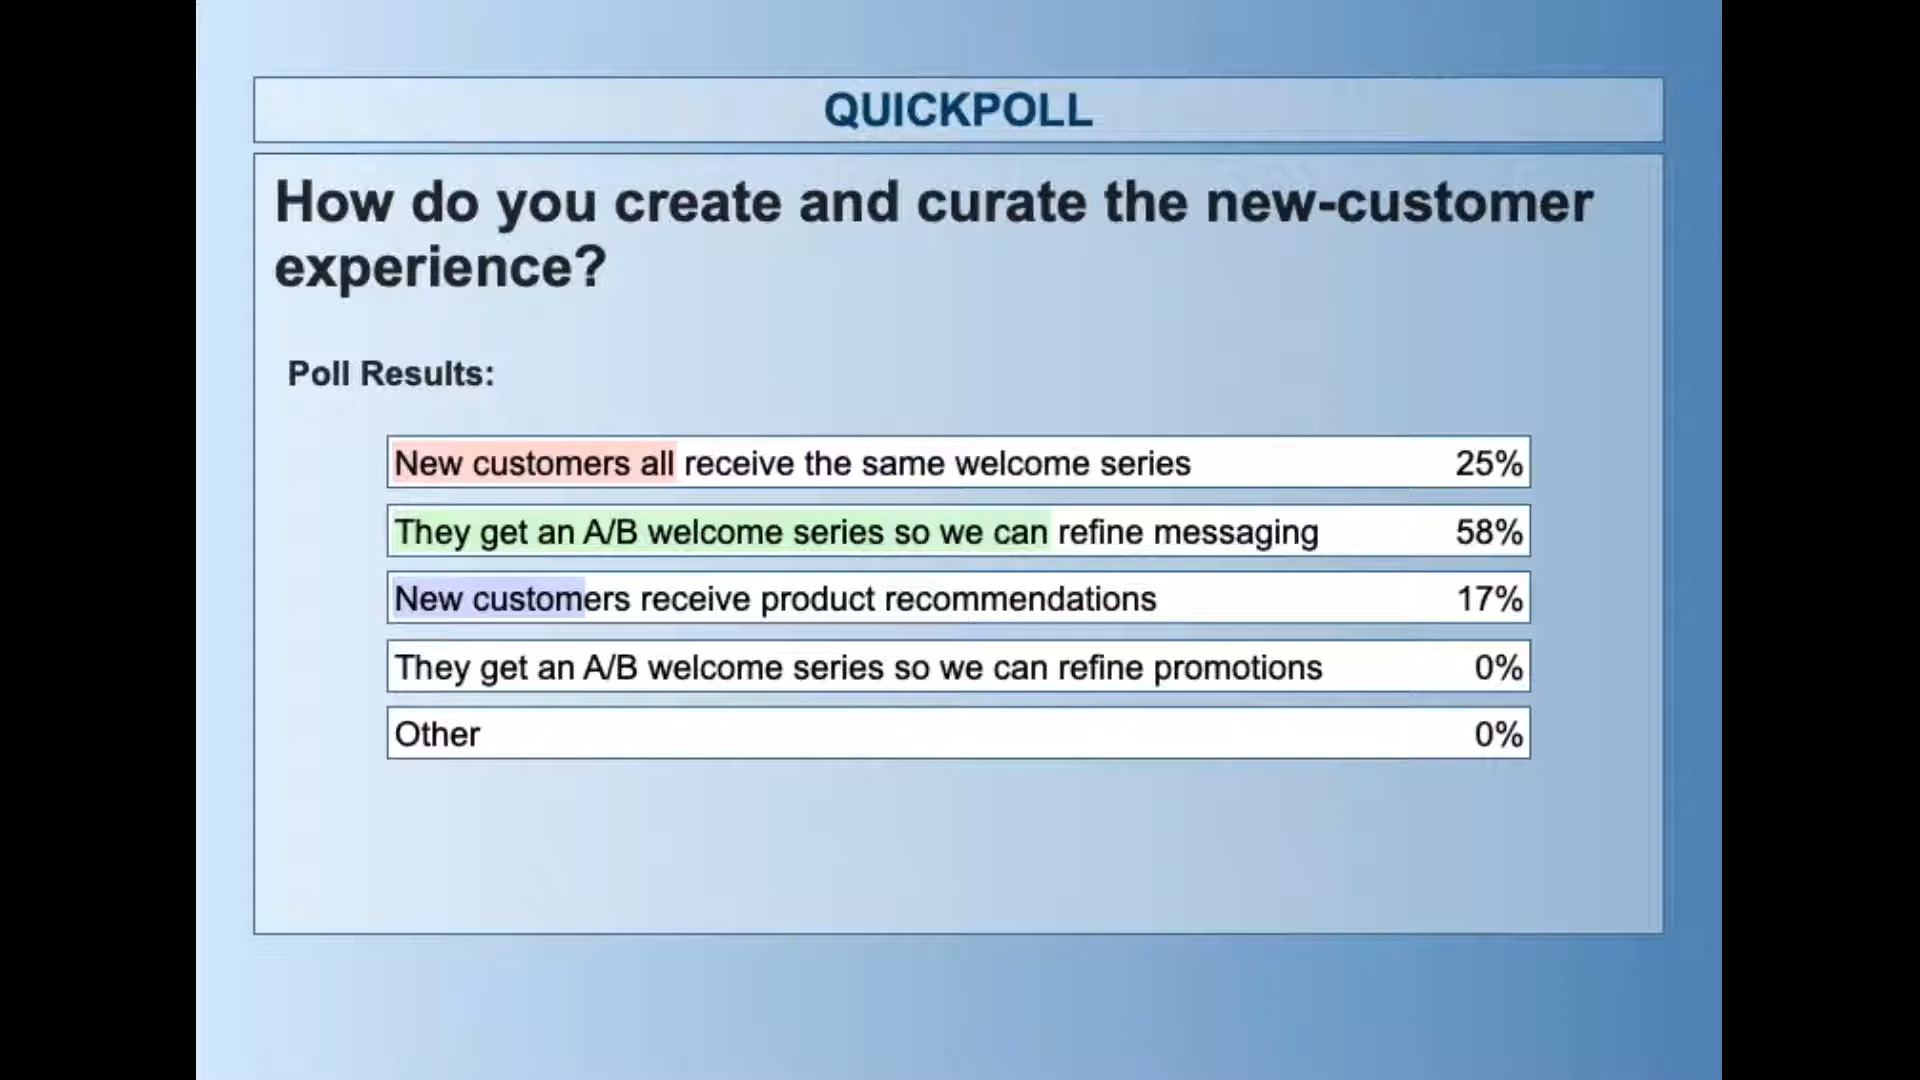 QUICKPOLL
How do you create and curate the new-customer
experience?
Poll Results:
New customers all receive the same welcome series 25%
They get an A/B welcome series so we can refine messaging 58%
New customers receive product recommendations 17%
They get an A/B welcome series so we can refine promotions 0%
Other 0%